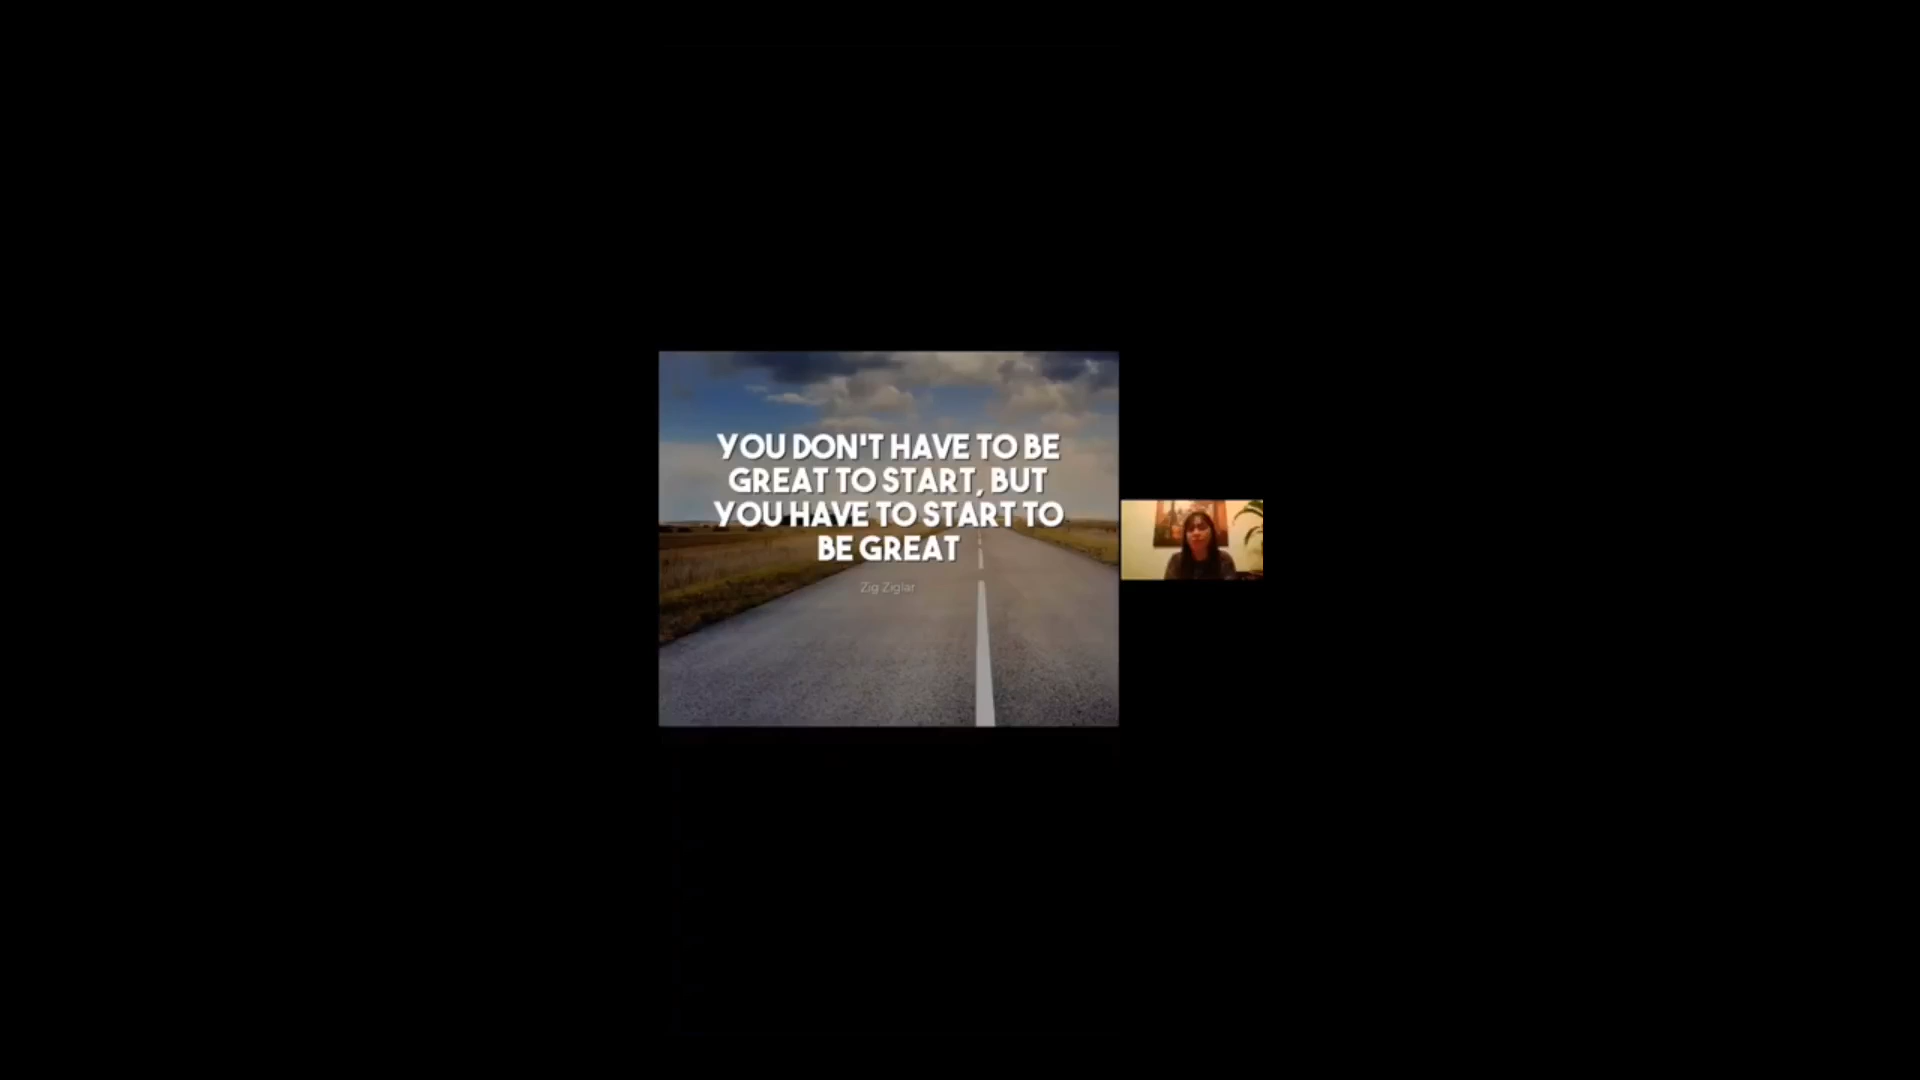 YOU DON'T HAVE TO BE
GREAT TO START, BUT
YOU HAVE TO START TO
BE GREAT
Zig Ziglar